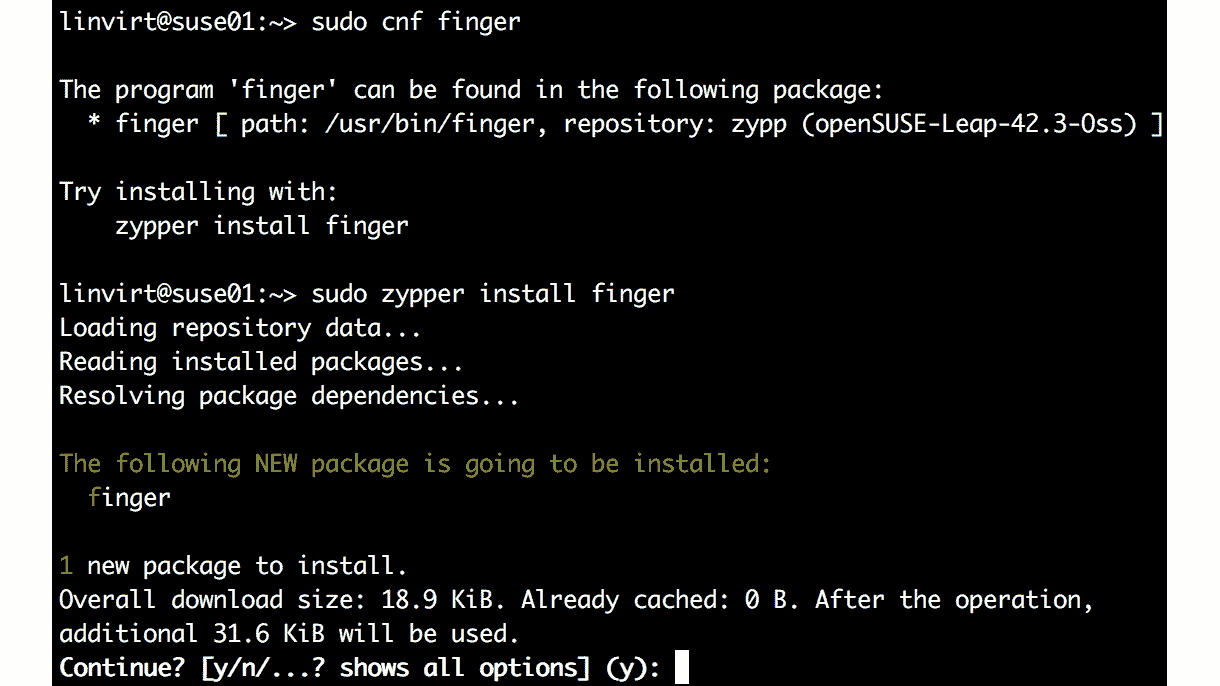 linvirt@suse01:~> sudo cnf finger
The program 'finger' can be found in the following package:
* finger [ path: /usr/bin/finger, repository: zypp (openSUSE-Leap-42.3-Oss) ]
Try installing with:
zypper install finger
linvirt@suse01:~> sudo zypper install finger
Loading repository data...
Reading installed packages...
Resolving package dependencies...
The following NEW package is going to be installed:
finger
1 new package to install.
Overall download size: 18.9 KiB. Already cached: 0 B. After the operation,
additional 31.6 KiB will be used.
Continue? [y/n/...? shows all options] (y):